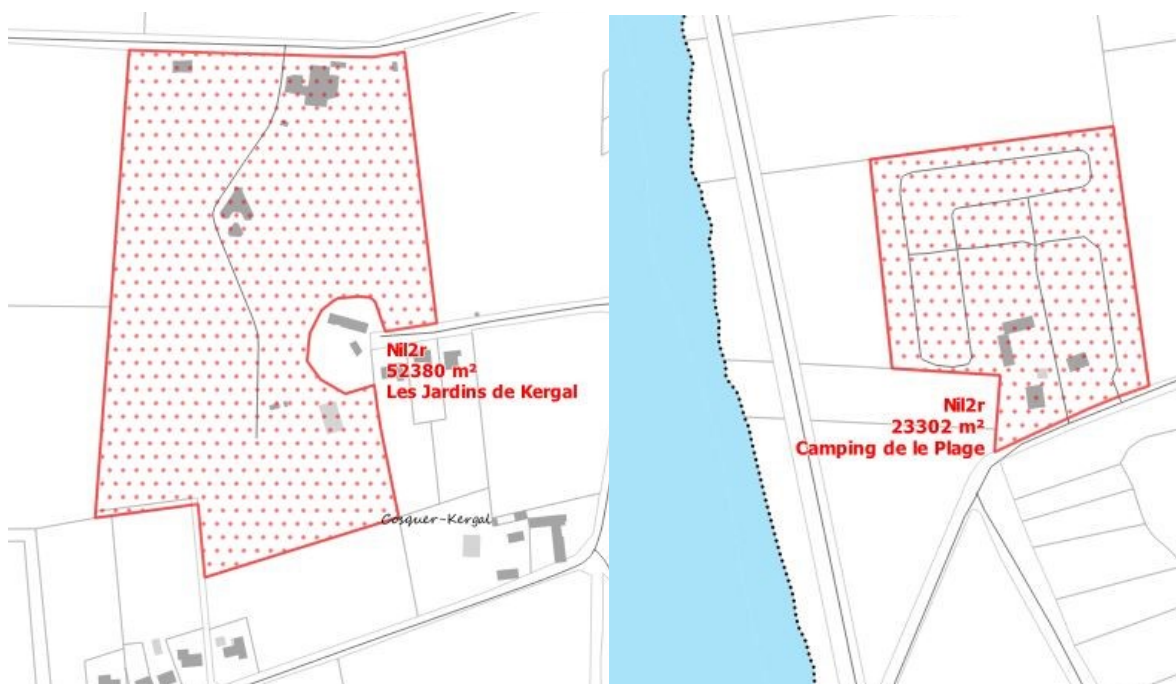 Nil2r
52380 m²
Les Jardins de Kergal
Cosquer-Kergal
Nil2r
23302 m²
Camping de le Plage